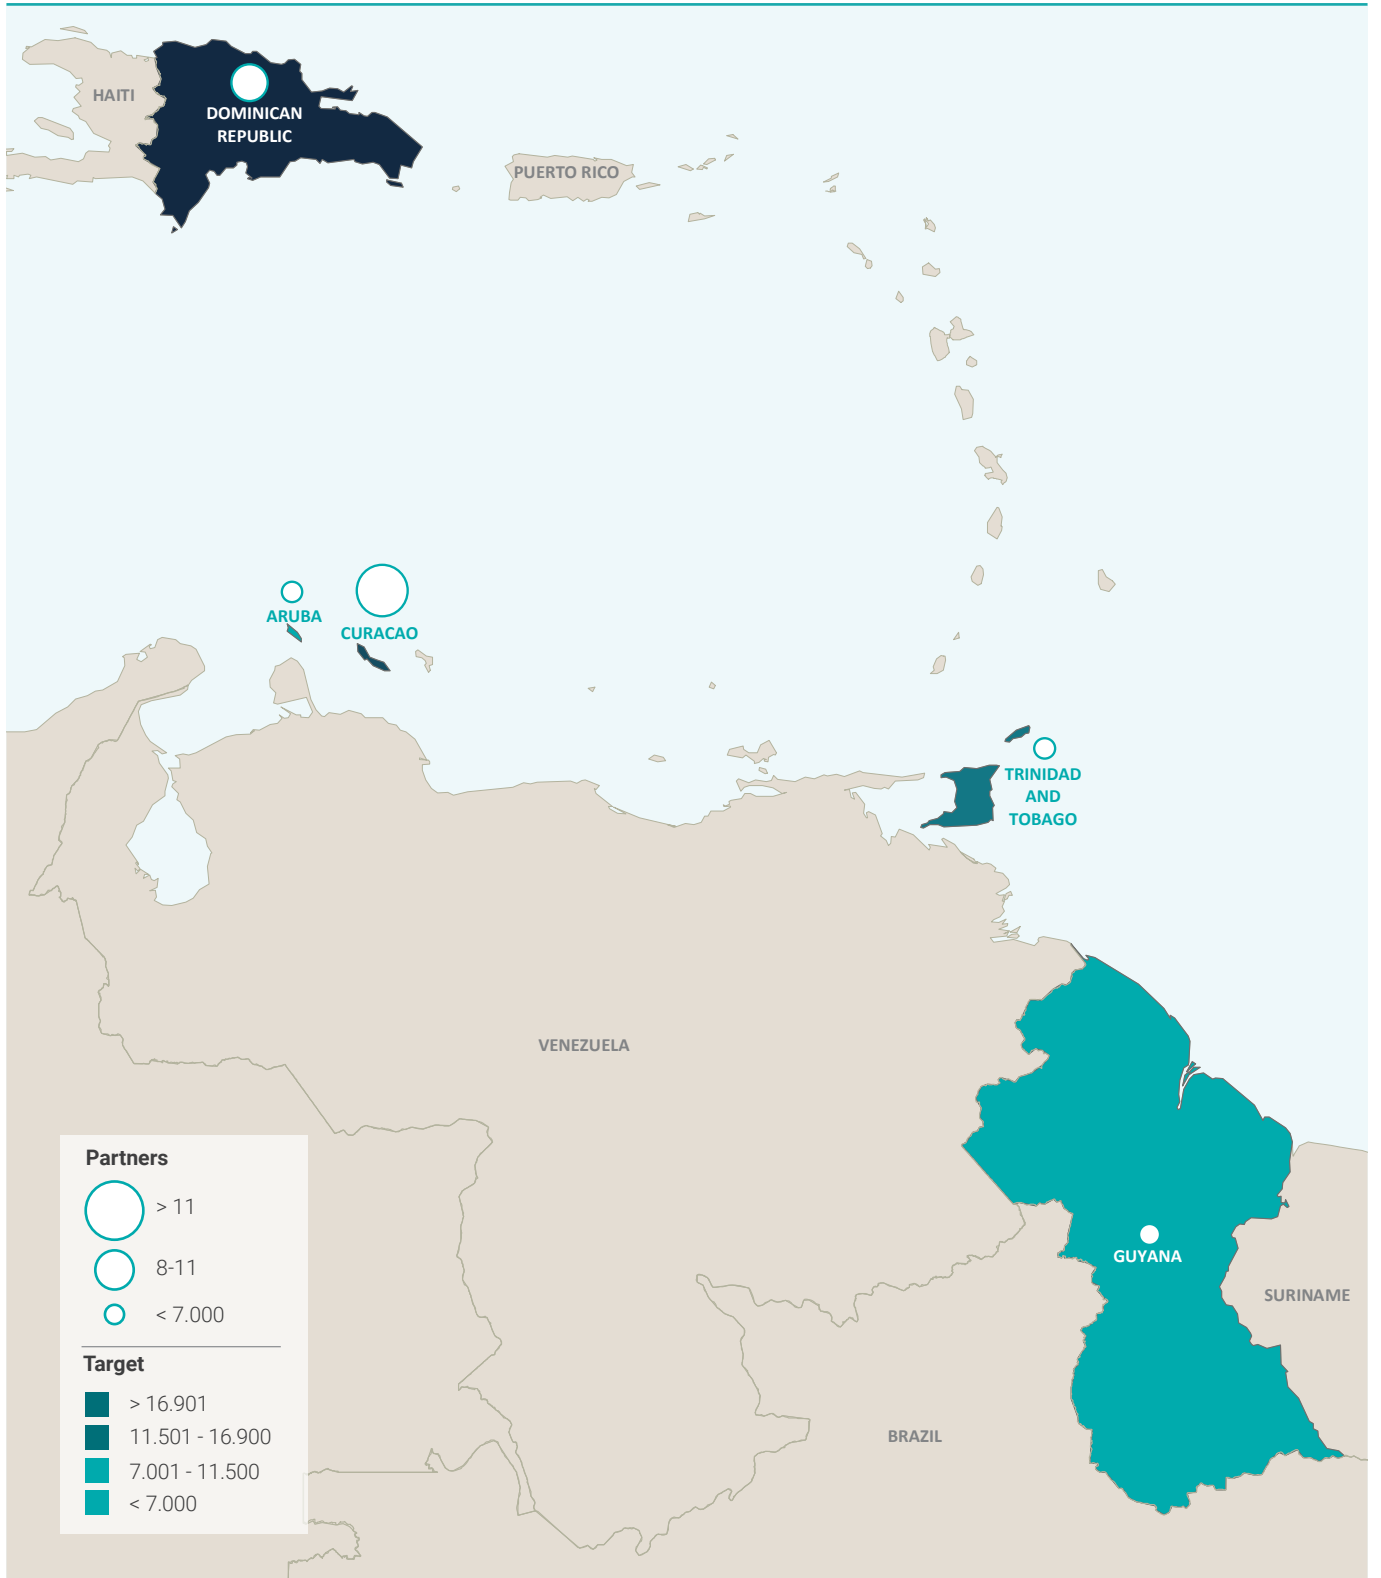 HAITI
DOMINICAN
REPUBLIC
PUERTO RICO
ARUBA
CURACAO
TRINIDAD
AND
TOBAGO
VENEZUELA
GUYANA
SURINAME
BRAZIL
Partners
> 11
8-11
< 7.000
Target
> 16.901
11.501 - 16.900
7.001 - 11.500
< 7.000